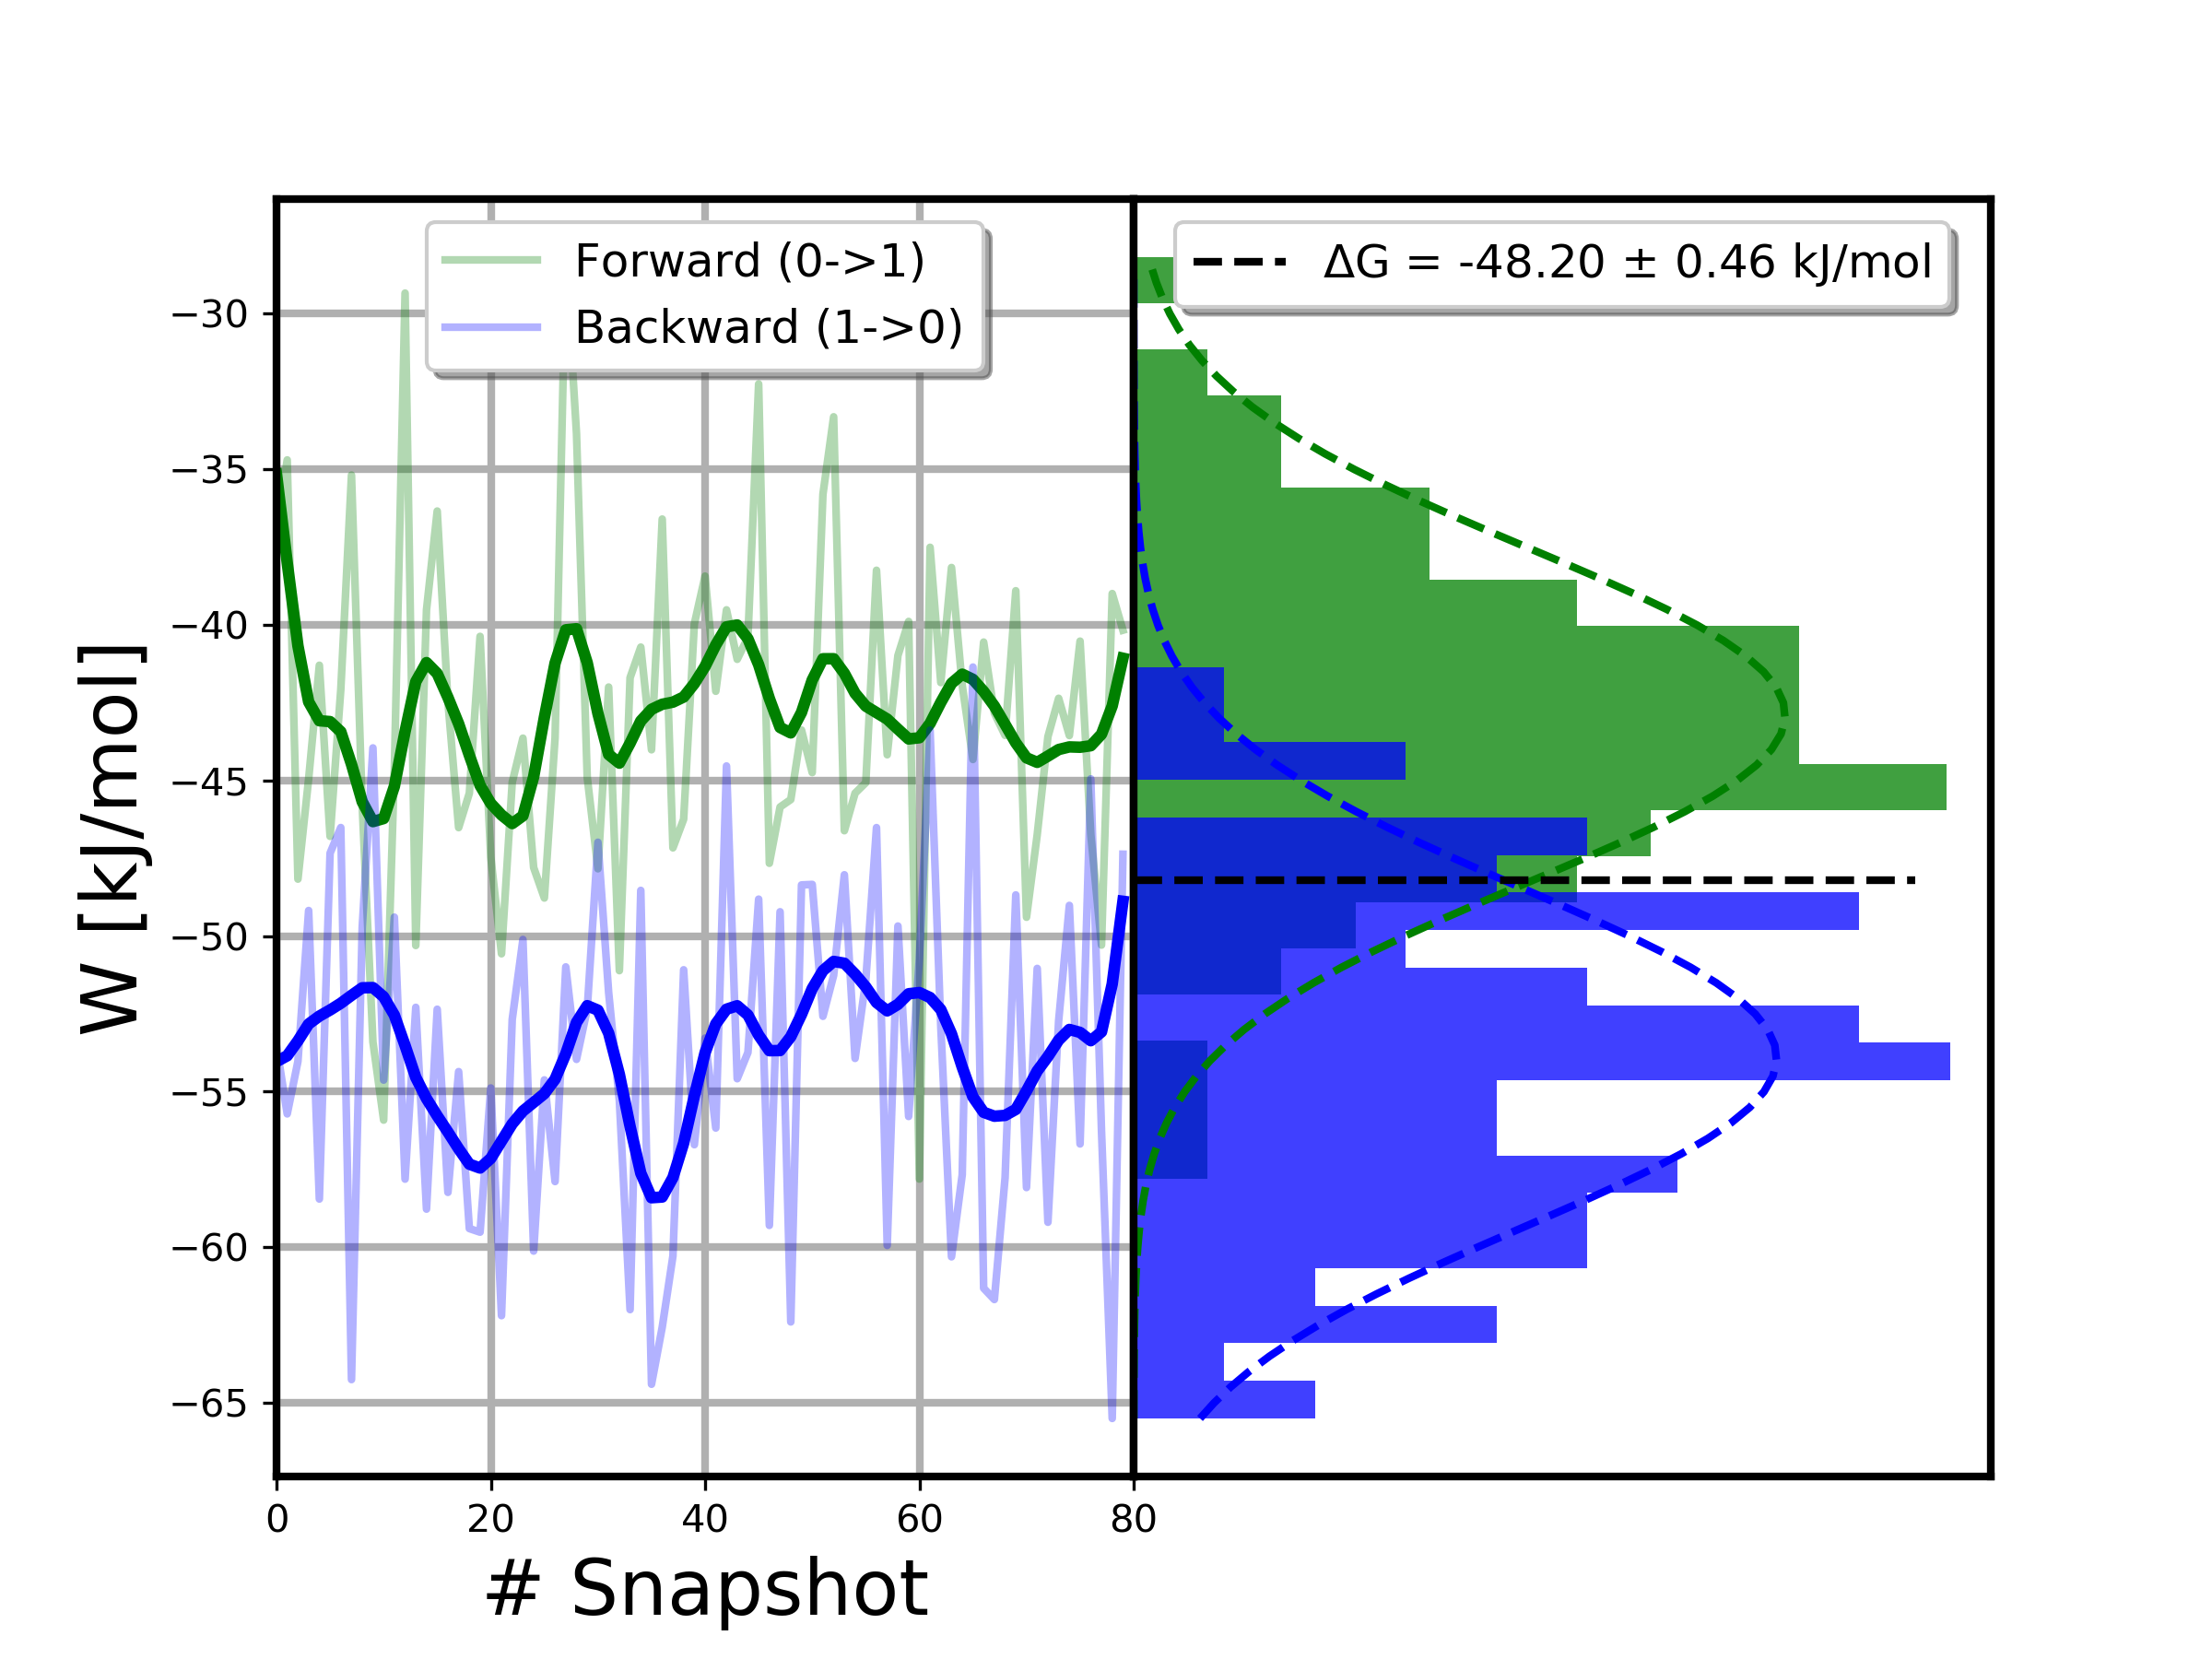 Forward (0->1)
Backward (1->0)
ΔG = -48.20 ± 0.46 kJ/mol
−30
−35
−40
−45
−50
−55
−60
−65
W [kJ/mol]
0 20 40 60 80
# Snapshot